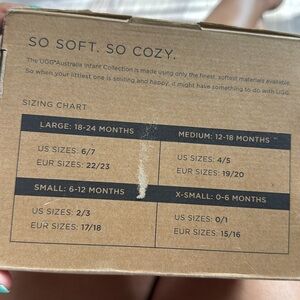 SO SOFT. SO COZY.
The UGG®Australia Infant Collection is made using only the finest, softest materials available.
So when your littlest one is smiling and happy, it might have something to do with UGG.
SIZING CHART
LARGE: 18-24 MONTHS
US SIZES: 6/7
EUR SIZES: 22/23
MEDIUM: 12-18 MONTHS
US SIZES: 4/5
EUR SIZES: 19/20
SMALL: 6-12 MONTHS
US SIZES: 2/3
EUR SIZES: 17/18
X-SMALL: 0-6 MONTHS
US SIZES: 0/1
EUR SIZES: 15/16